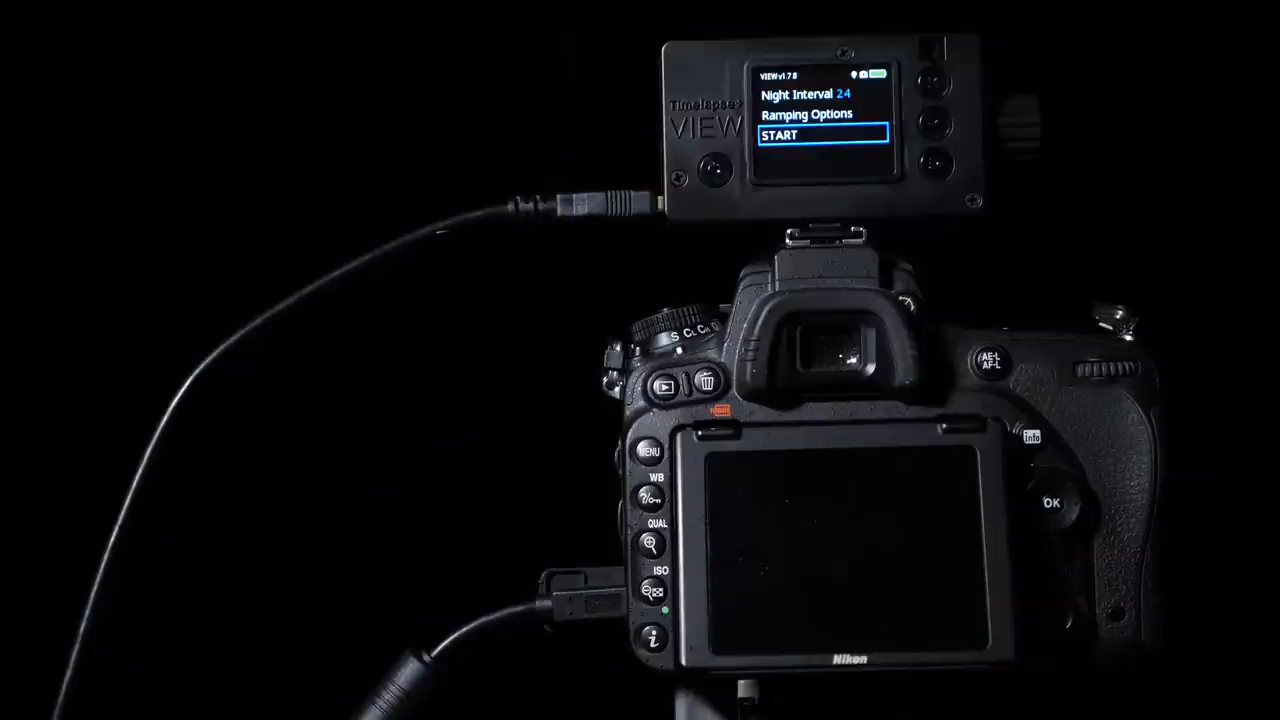 VIEW v1.7.8
Night Interval 24
Ramping Options
START
Timelapse+
VIEW
S CL CH Q
AE-L
AF-L
info
MENU
WB
?
QUAL
ISO
i
OK
Nikon